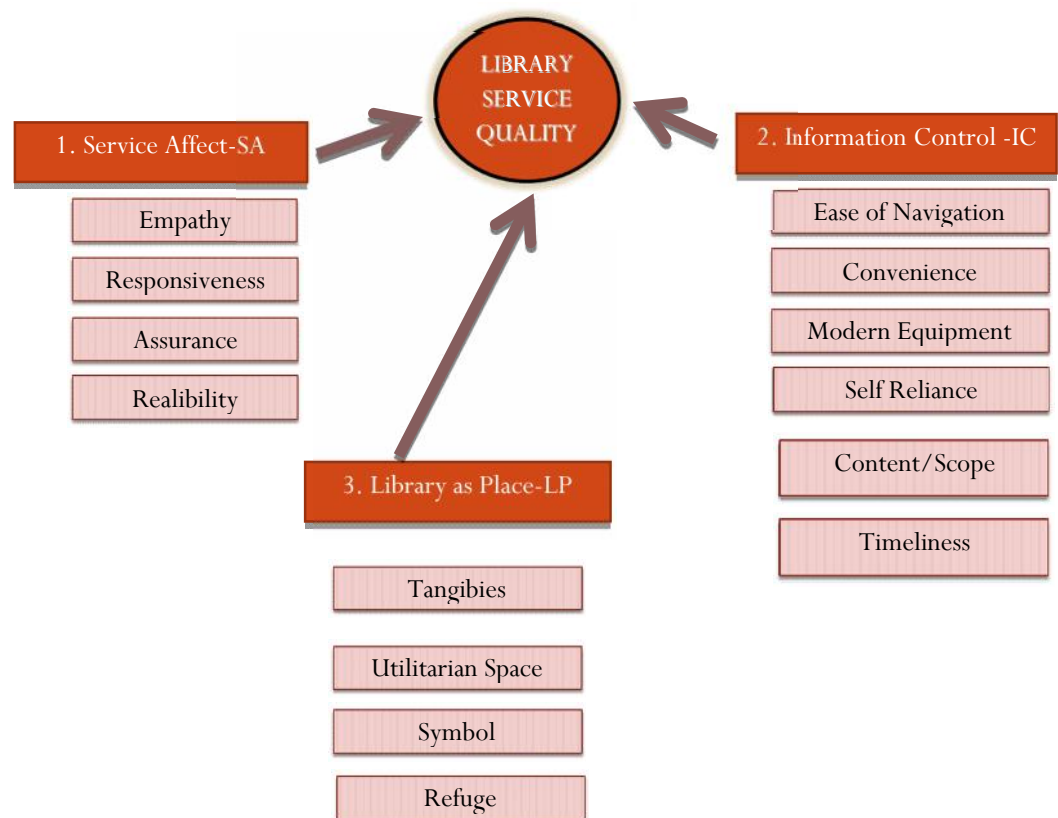 LIBRARY
SERVICE
QUALITY
1. Service Affect-SA
Empathy
Responsiveness
Assurance
Realibility
2. Information Control -IC
Ease of Navigation
Convenience
Modern Equipment
Self Reliance
Content/Scope
Timeliness
3. Library as Place-LP
Tangibies
Utilitarian Space
Symbol
Refuge